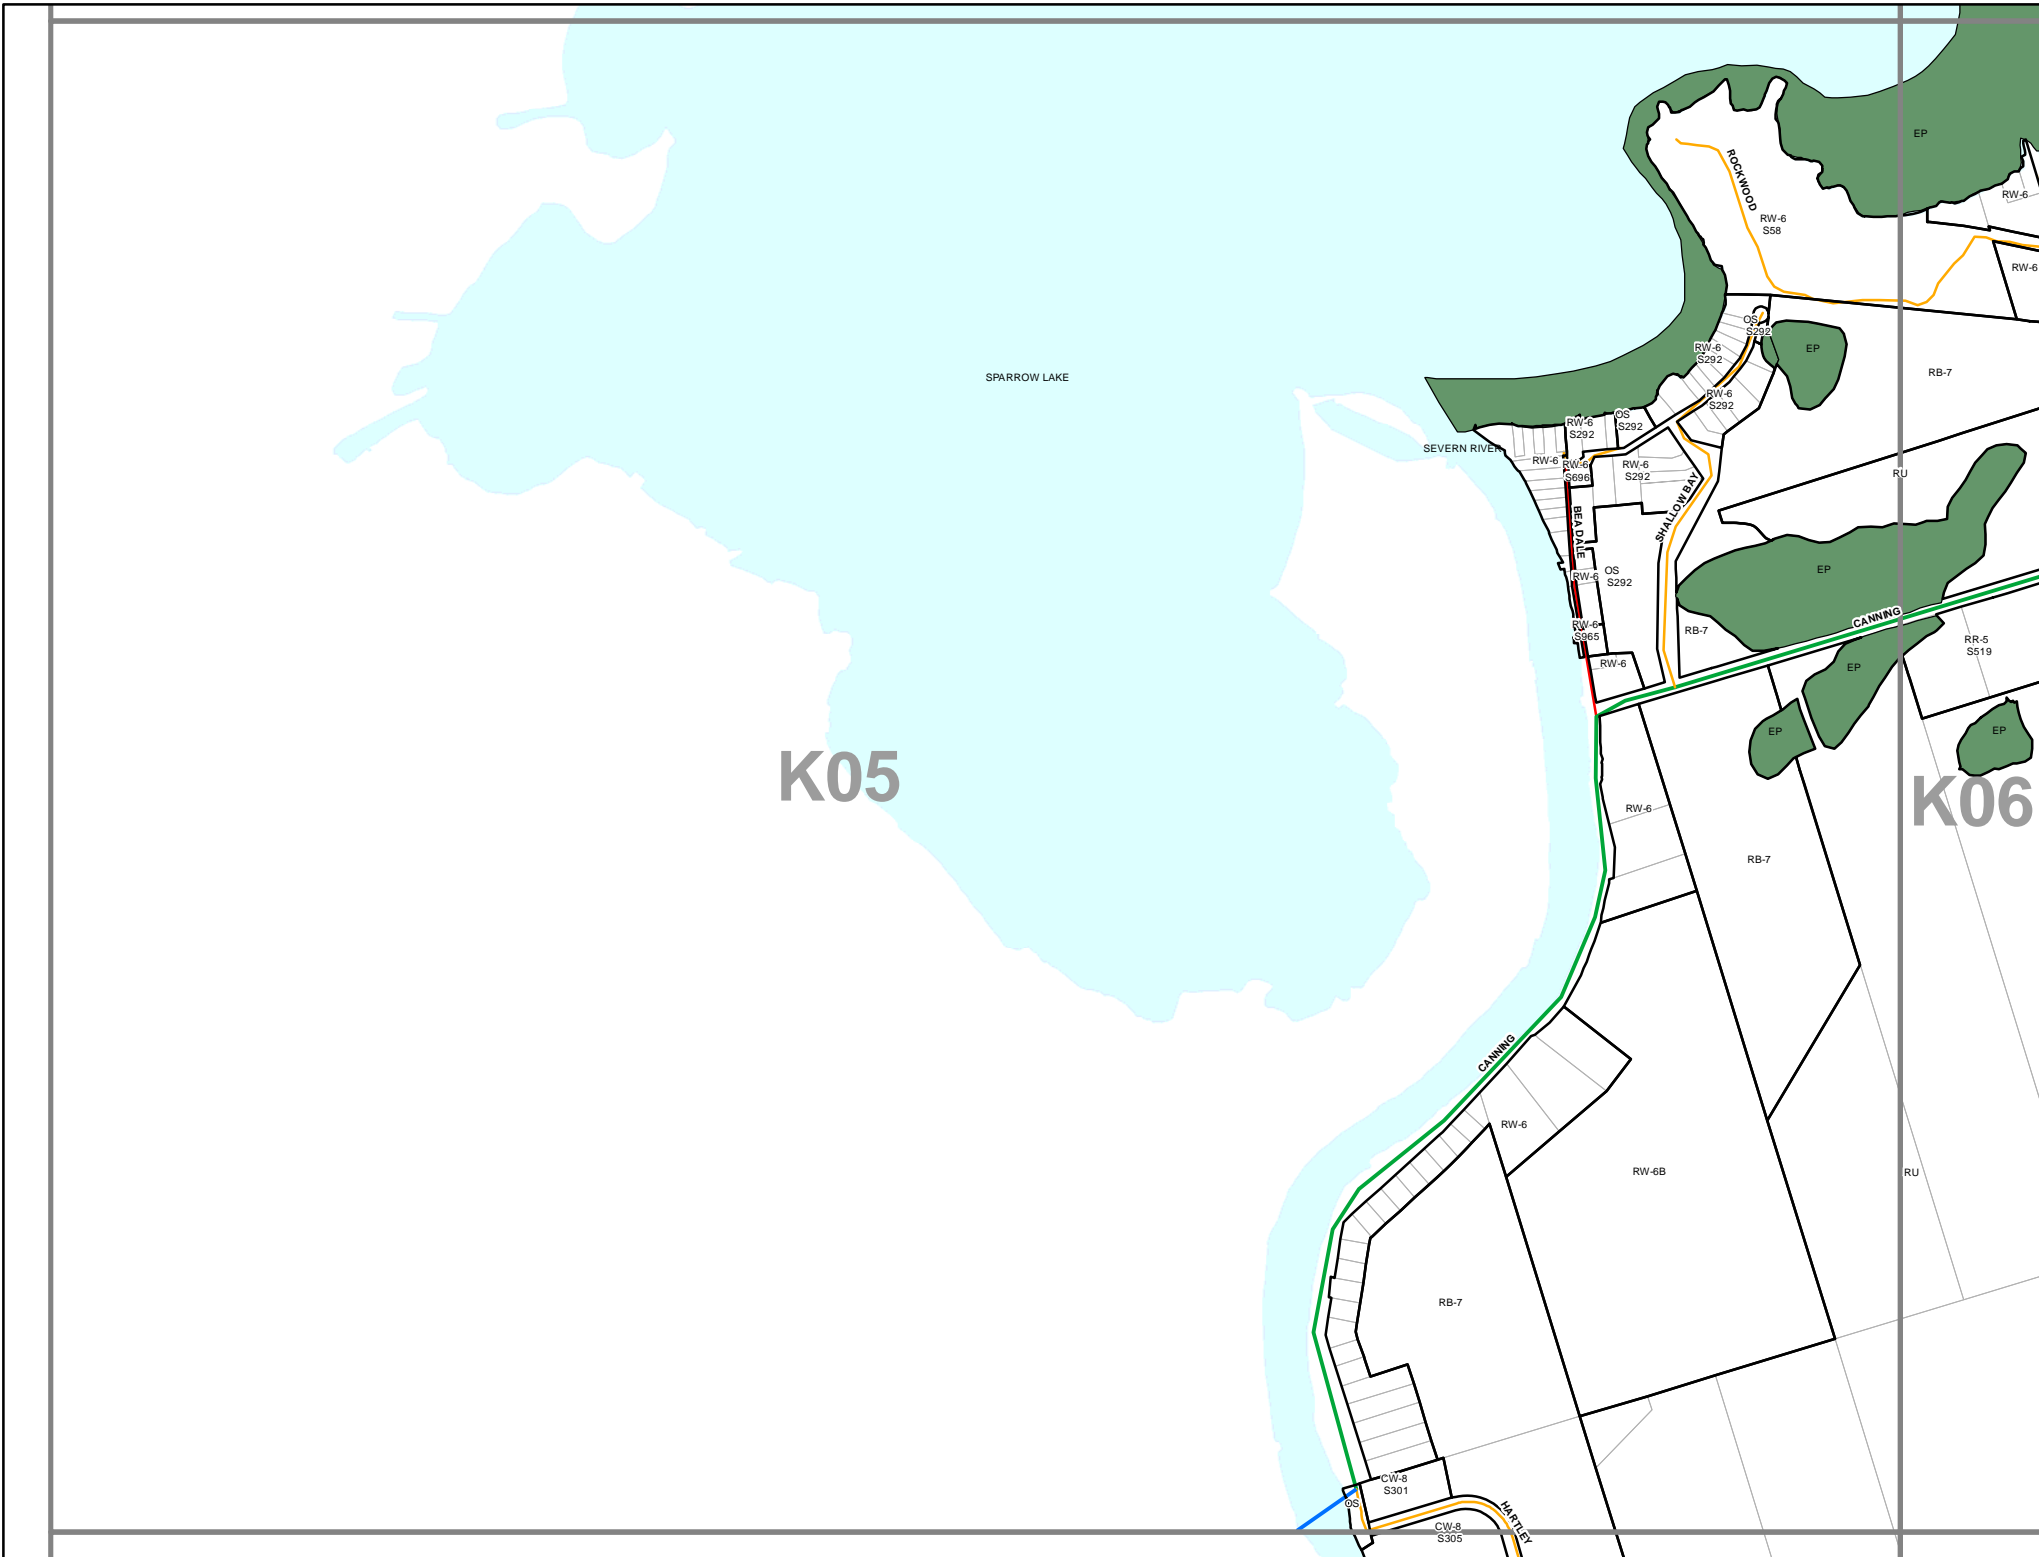 EP
ROCKWOOD
RW-6
RW-6
S58
RW-6
OS
S292
RW-6
S292
EP
RB-7
SPARROW LAKE
RW-6
S292
OS
S292
RW-6
S292
SEVERN RIVER
RW-6
RW-6
S696
RW-6
S292
RU
SHALLOW BAY
BEA DALE
EP
RW-6
OS
S292
CANNING
RW-6
S965
RB-7
RR-5
S519
RW-6
EP
EP
EP
K05
K06
RW-6
RB-7
CANNING
RW-6
RW-6B
RU
RB-7
CW-8
S301
OS
HARTLEY
CW-8
S305